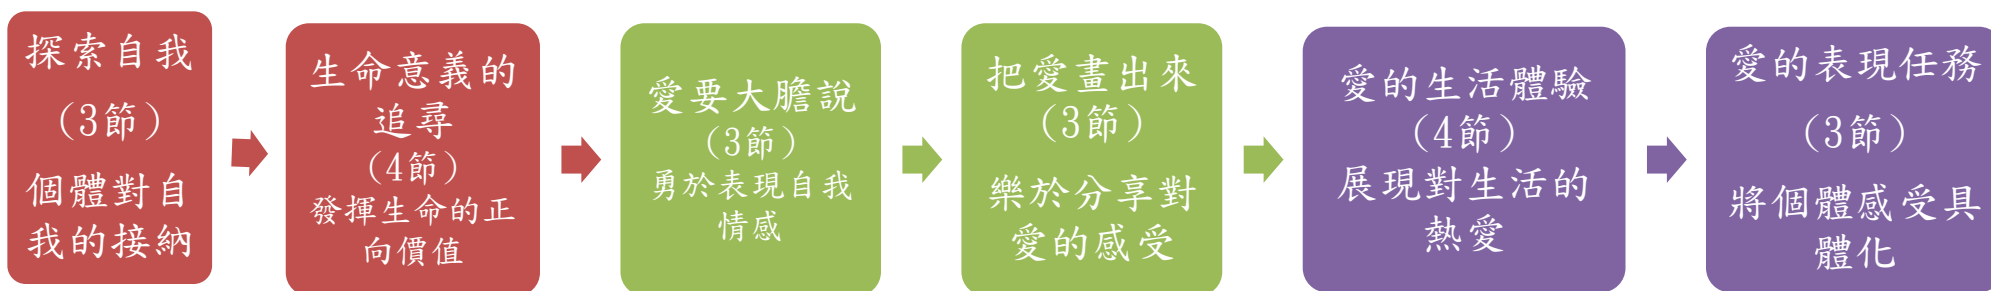 探索自我
（3節）
個體對自
我的接納
生命意義的
追尋
（4節）
發揮生命的正
向價值
愛要大膽說
（3節）
勇於表現自我
情感
把愛畫出來
（3節）
樂於分享對
愛的感受
愛的生活體驗
（4節）
展現對生活的
熱愛
愛的表現任務
（3節）
將個體感受具
體化